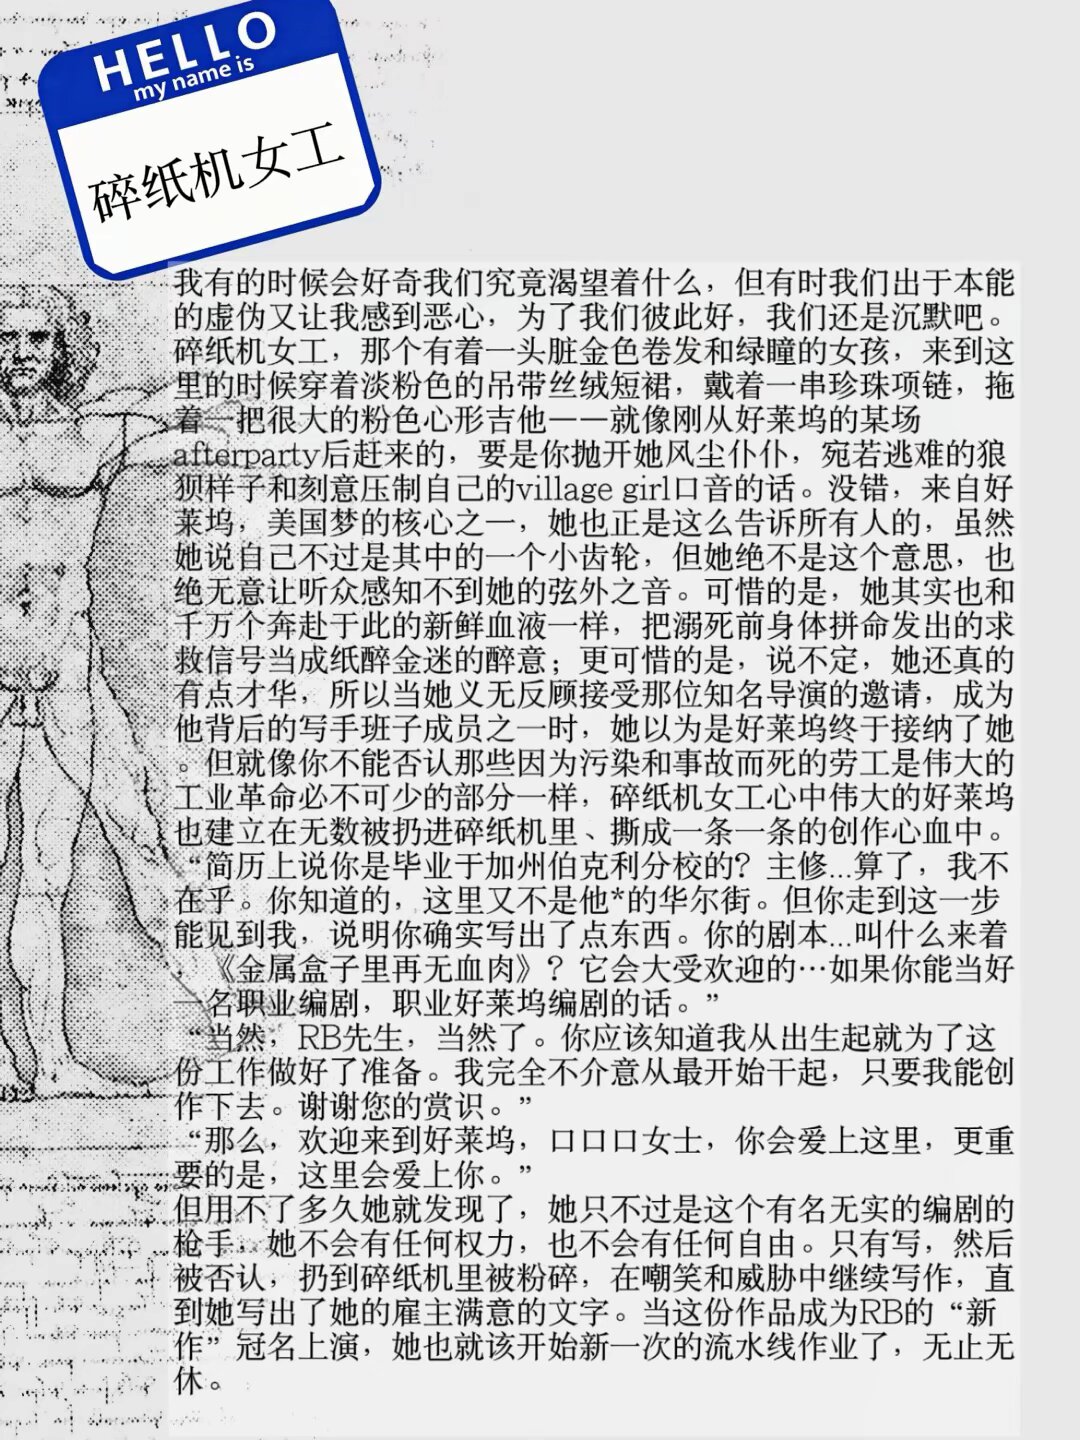 HELLO
my name is
碎纸机女工
我有的时候会好奇我们究竟渴望着什么，但有时我们出于本能
的虚伪又让我感到恶心，为了我们彼此好，我们还是沉默吧。
碎纸机女工，那个有着一头脏金色卷发和绿瞳的女孩，来到这
里的时候穿着淡粉色的吊带丝绒短裙，戴着一串珍珠项链，拖
着一把很大的粉色心形吉他——就像刚从好莱坞的某场
afterparty后赶来的，要是你抛开她风尘仆仆，宛若逃难的狼
狈样子和刻意压制自己的village girl口音的话。没错，来自好
莱坞，美国梦的核心之一，她也正是这么告诉所有人的，虽然
她说自己不过是其中的一个小齿轮，但她绝不是这个意思，也
绝无意让听众感知不到她的弦外之音。可惜的是，她其实也和
千万个奔赴于此的新鲜血液一样，把溺死前身体拼命发出的求
救信号当成纸醉金迷的醉意；更可惜的是，说不定，她还真的
有点才华，所以当她义无反顾接受那位知名导演的邀请，成为
他背后的写手班子成员之一时，她以为是好莱坞终于接纳了她
。但就像你不能否认那些因为污染和事故而死的劳工是伟大的
工业革命必不可少的部分一样，碎纸机女工心中伟大的好莱坞
也建立在无数被扔进碎纸机里、撕成一条一条的创作心血中。
“简历上说你是毕业于加州伯克利分校的？主修...算了，我不
在乎。你知道的，这里又不是他*的华尔街。但你走到这一步
能见到我，说明你确实写出了点东西。你的剧本...叫什么来着
，《金属盒子里再无血肉》？它会大受欢迎的…如果你能当好
一名职业编剧，职业好莱坞编剧的话。”
“当然，RB先生，当然了。你应该知道我从出生起就为了这
份工作做好了准备。我完全不介意从最开始干起，只要我能创
作下去。谢谢您的赏识。”
“那么，欢迎来到好莱坞，口口口女士，你会爱上这里，更重
要的是，这里会爱上你。”
但用不了多久她就发现了，她只不过是这个有名无实的编剧的
枪手，她不会有任何权力，也不会有任何自由。只有写，然后
被否认，扔到碎纸机里被粉碎，在嘲笑和威胁中继续写作，直
到她写出了她的雇主满意的文字。当这份作品成为RB的“新
作”冠名上演，她也就该开始新一次的流水线作业了，无止无
休。